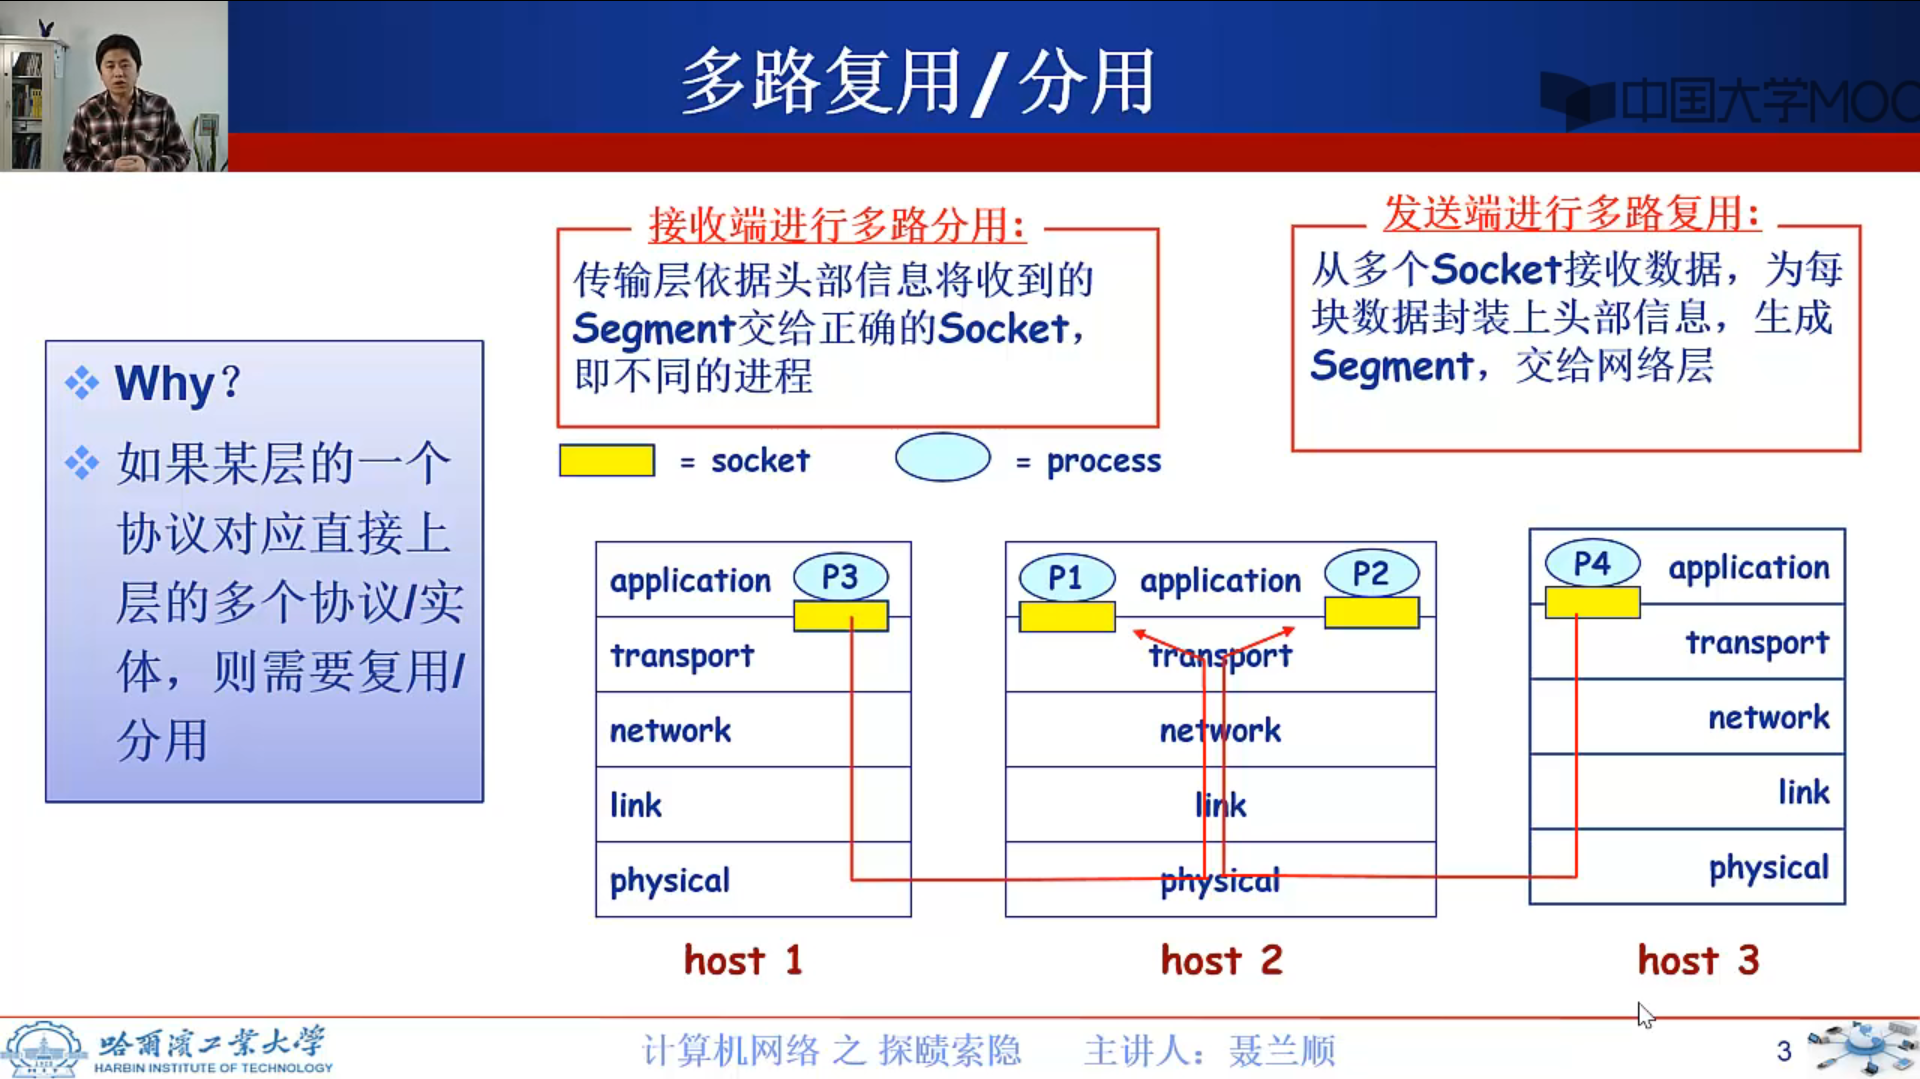 多路复用/分用
中国大学MOO
接收端进行多路分用:
传输层依据头部信息将收到的
Segment交给正确的Socket,
即不同的进程
发送端进行多路复用:
从多个Socket接收数据，为每
块数据封装上头部信息，生成
Segment，交给网络层
Why?
如果某层的一个
协议对应直接上
层的多个协议/实
体，则需要复用/
分用
= socket
= process
application
P3
transport
network
link
physical
host 1
P1
application
P2
transport
network
link
physical
host 2
P4
application
transport
network
link
physical
host 3
哈爾濱工業大學
HARBIN INSTITUTE OF TECHNOLOGY
计算机网络 之 探赜索隐
主讲人：聂兰顺
3